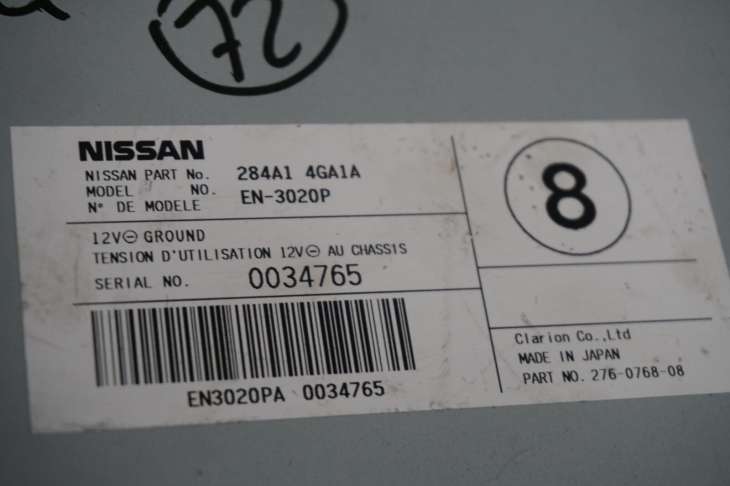 72
NISSAN
NISSAN PART No. 284A1 4GA1A
MODEL NO. EN-3020P
N° DE MODELE
12V⊖ GROUND
TENSION D'UTILISATION 12V⊖ AU CHASSIS
SERIAL NO. 0034765
EN3020PA 0034765
8
Clarion Co.,Ltd
MADE IN JAPAN
PART NO. 276-0768-08